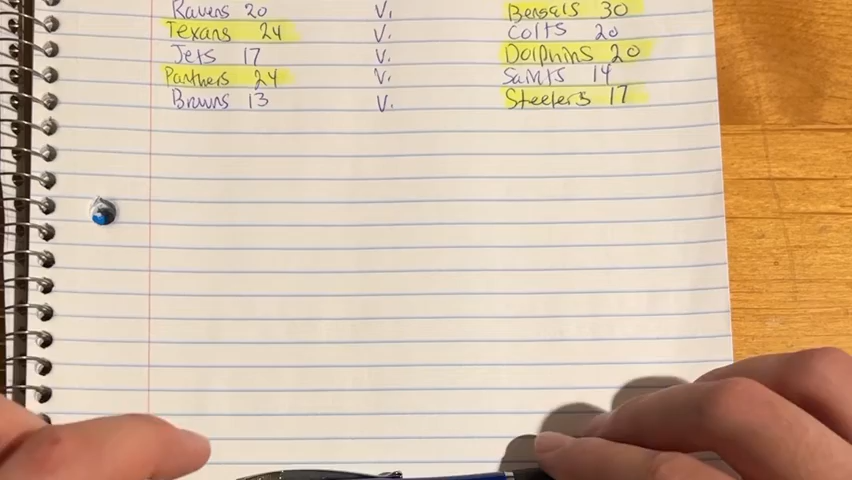 Ravens 20 V. Bengals 30
Texans 24 V. Colts 20
Jets 17 V. Dolphins 20
Panthers 24 V. Saints 14
Browns 13 V. Steelers 17